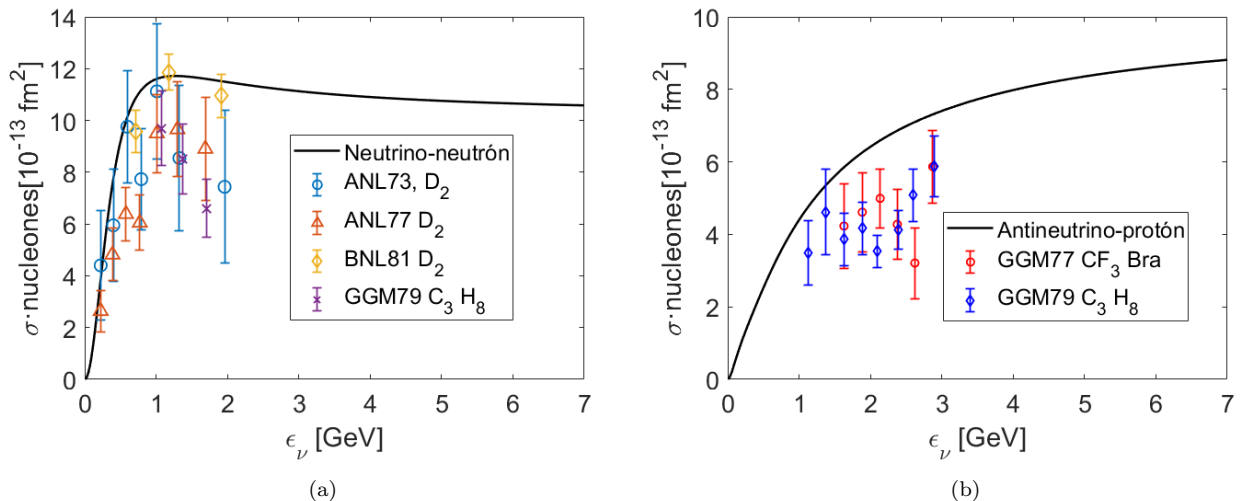 14
12
10
8
6
4
2
0
σ·nucleones[10⁻¹³ fm²]
Neutrino-neutrón
ANL73, D₂
ANL77 D₂
BNL81 D₂
GGM79 C₃ H₈
0 1 2 3 4 5 6 7
ϵ_ν [GeV]
(a)
10
8
6
4
2
0
σ·nucleones[10⁻¹³ fm²]
Antineutrino-protón
GGM77 CF₃ Bra
GGM79 C₃ H₈
0 1 2 3 4 5 6 7
ϵ_ν [GeV]
(b)